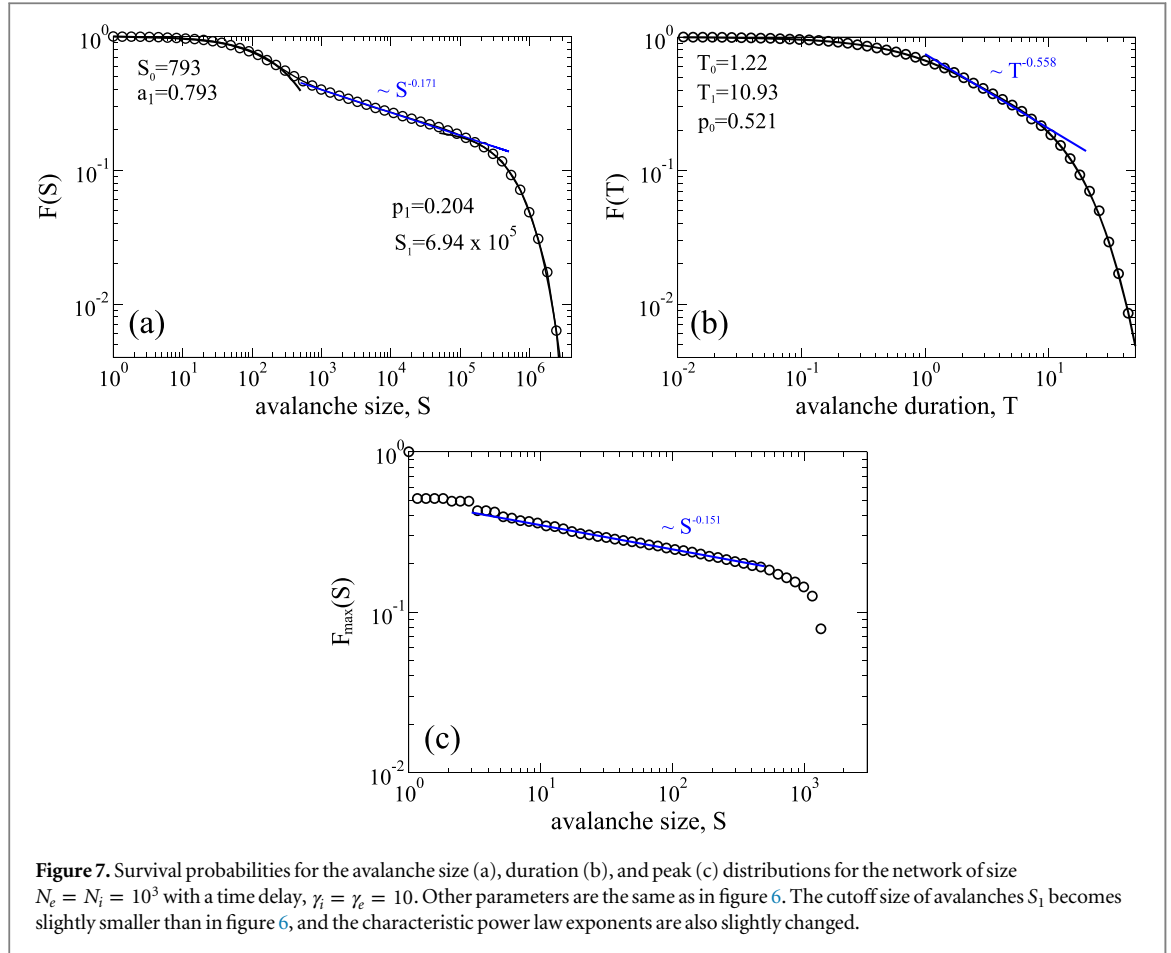 10^0
10^-1
10^-2
F(S)
S_0=793
a_1=0.793
~ S^-0.171
p_1=0.204
S_1=6.94 x 10^5
(a)
10^0 10^1 10^2 10^3 10^4 10^5 10^6
avalanche size, S
10^0
10^-1
10^-2
F(T)
T_0=1.22
T_1=10.93
p_0=0.521
~ T^-0.558
(b)
10^-2 10^-1 10^0 10^1
avalanche duration, T
10^0
10^-1
10^-2
F_max(S)
~ S^-0.151
(c)
10^0 10^1 10^2 10^3
avalanche size, S
Figure 7. Survival probabilities for the avalanche size (a), duration (b), and peak (c) distributions for the network of size
N_e = N_i = 10^3 with a time delay, γ_i = γ_e = 10. Other parameters are the same as in figure 6. The cutoff size of avalanches S_1 becomes
slightly smaller than in figure 6, and the characteristic power law exponents are also slightly changed.